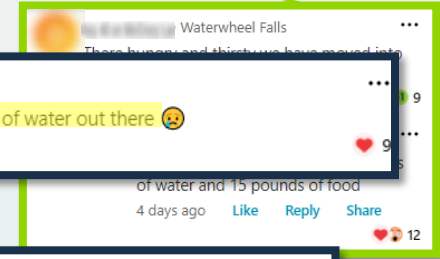 Waterwheel Falls
There hungry and thirsty we have moved into
9
of water out there 😥
9
s
of water and 15 pounds of food
4 days ago Like Reply Share
12